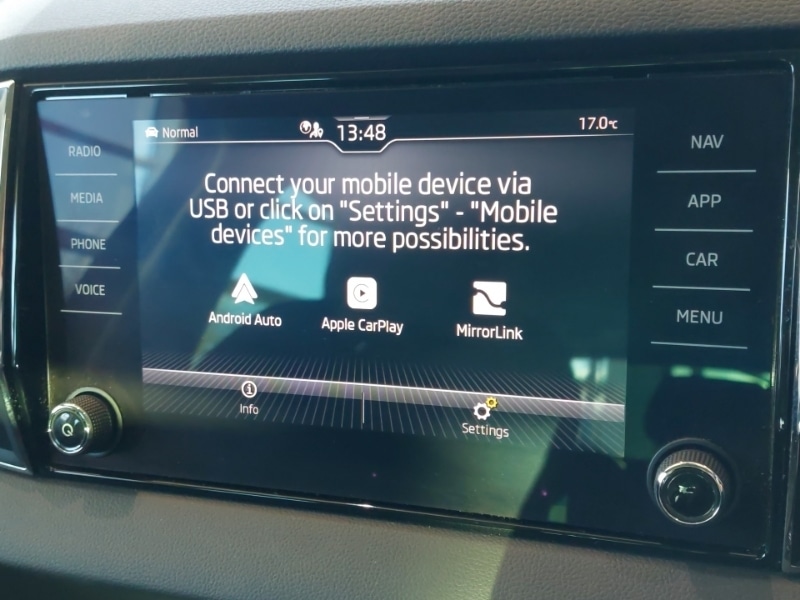 Normal 13:48 17.0°C
RADIO
MEDIA
PHONE
VOICE
Connect your mobile device via
USB or click on "Settings" - "Mobile
devices" for more possibilities.
Android Auto Apple CarPlay MirrorLink
Info Settings
NAV
APP
CAR
MENU